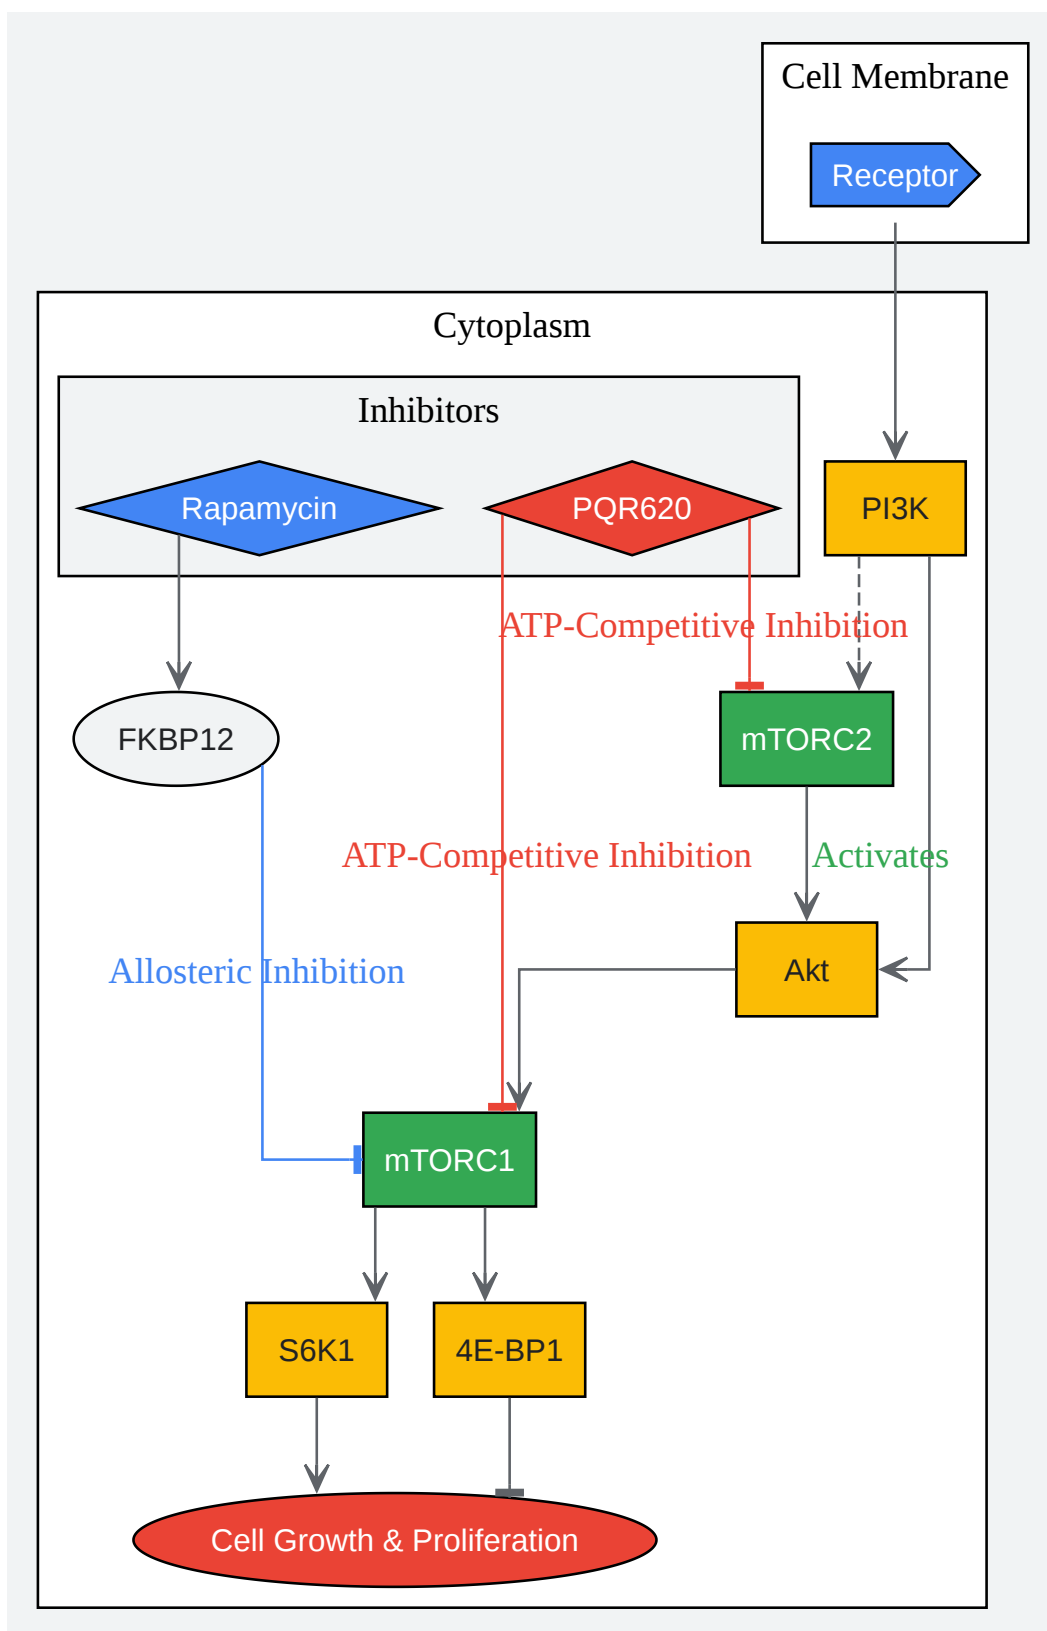 Cell Membrane
Receptor
Cytoplasm
Inhibitors
Rapamycin
PQR620
PI3K
ATP-Competitive Inhibition
FKBP12
mTORC2
ATP-Competitive Inhibition
Activates
Allosteric Inhibition
Akt
mTORC1
S6K1
4E-BP1
Cell Growth & Proliferation